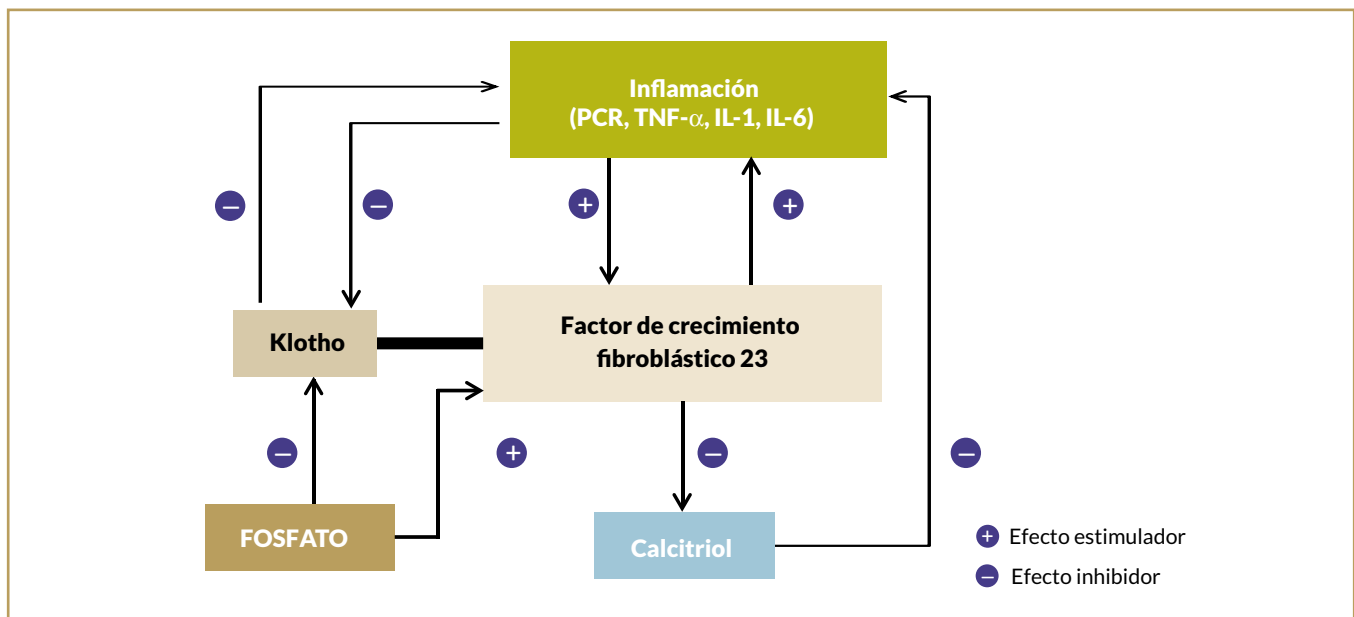 Inflamación
(PCR, TNF-α, IL-1, IL-6)
−
−
+
+
Klotho
Factor de crecimiento
fibroblástico 23
−
+
−
−
FOSFATO
Calcitriol
+ Efecto estimulador
− Efecto inhibidor